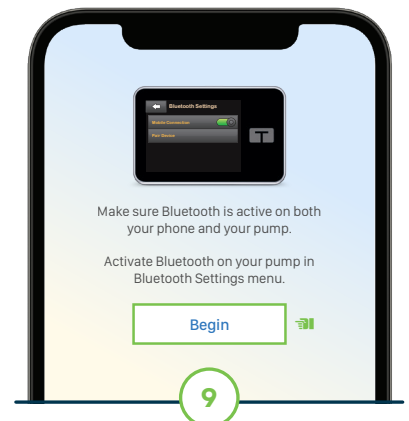 Bluetooth Settings
Mobile Connection
Pair Device
T
Make sure Bluetooth is active on both
your phone and your pump.
Activate Bluetooth on your pump in
Bluetooth Settings menu.
Begin
9